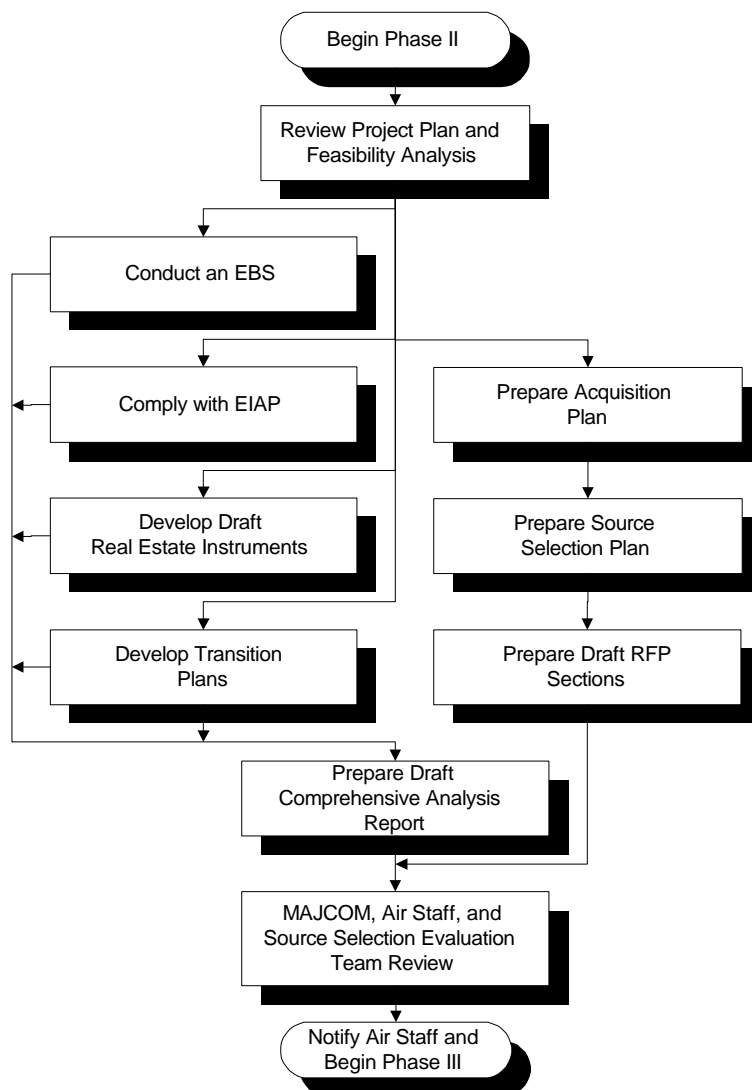 Begin Phase II
Review Project Plan and
Feasibility Analysis
Conduct an EBS
Comply with EIAP
Prepare Acquisition
Plan
Develop Draft
Real Estate Instruments
Prepare Source
Selection Plan
Develop Transition
Plans
Prepare Draft RFP
Sections
Prepare Draft
Comprehensive Analysis
Report
MAJCOM, Air Staff, and
Source Selection Evaluation
Team Review
Notify Air Staff and
Begin Phase III